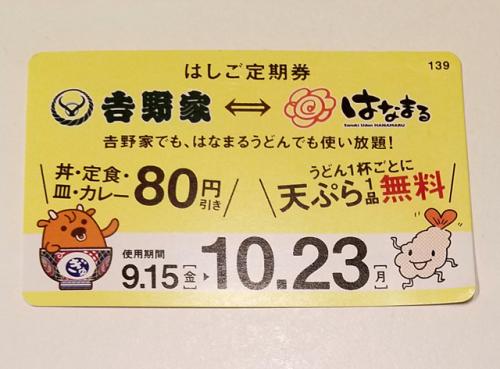 139
はしご定期券
吉野家 ⇔ はなまる
Sanuki Udon HANAMARU
吉野家でも、はなまるうどんでも使い放題!
丼・定食・皿・カレー 80円引き
うどん1杯ごとに
天ぷら1品無料
使用期間
9.15[金]▶10.23[月]